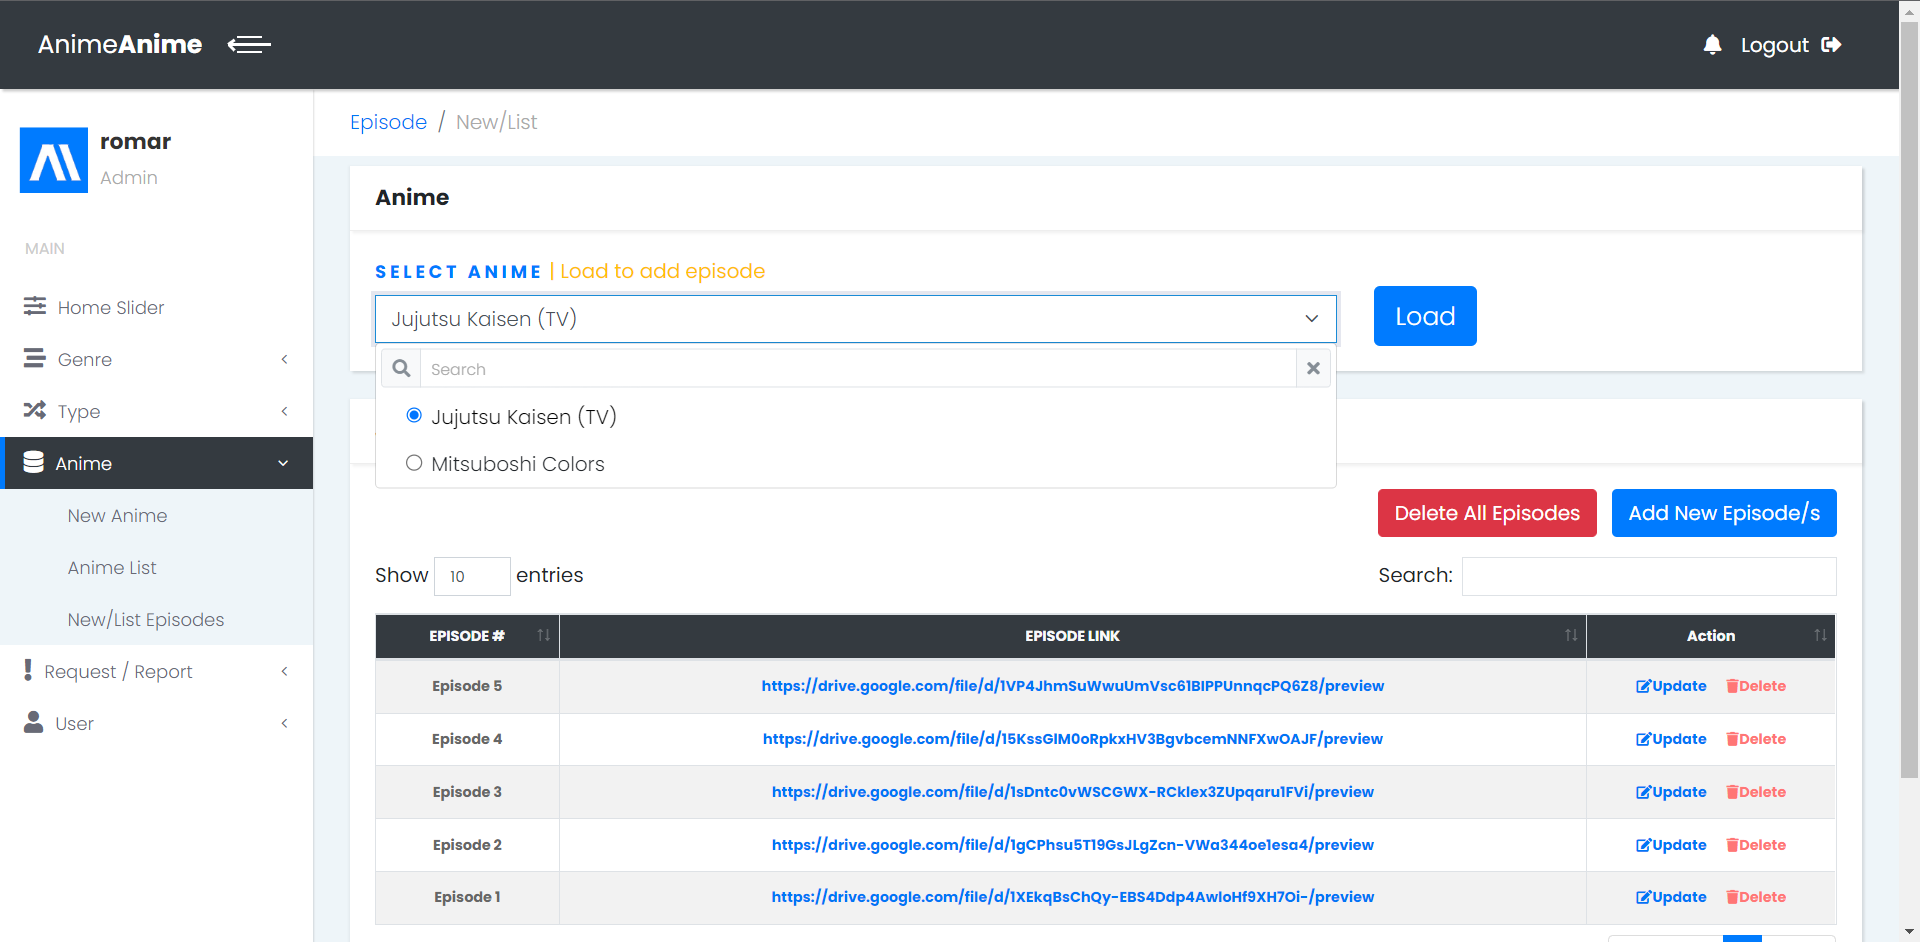 AnimeAnime
Logout
romar
Admin
MAIN
Home Slider
Genre
Type
Anime
New Anime
Anime List
New/List Episodes
Request / Report
User
Episode / New/List
Anime
SELECT ANIME | Load to add episode
Jujutsu Kaisen (TV)
Load
Search
Jujutsu Kaisen (TV)
Mitsuboshi Colors
Delete All Episodes
Add New Episode/s
Show 10 entries
Search:
EPISODE # EPISODE LINK Action
Episode 5 https://drive.google.com/file/d/1VP4JhmSuWwuUmVsc61BIPPUnnqcPQ6Z8/preview Update Delete
Episode 4 https://drive.google.com/file/d/15KssGlM0oRpkxHV3BgvbcemNNFXwOAJF/preview Update Delete
Episode 3 https://drive.google.com/file/d/1sDntc0vWSCGWX-RCklex3ZUpqaru1FVi/preview Update Delete
Episode 2 https://drive.google.com/file/d/1gCPhsu5T19GsJLgZcn-VWa344oe1esa4/preview Update Delete
Episode 1 https://drive.google.com/file/d/1XEkqBsChQy-EBS4Ddp4AwloHf9XH7Oi-/preview Update Delete